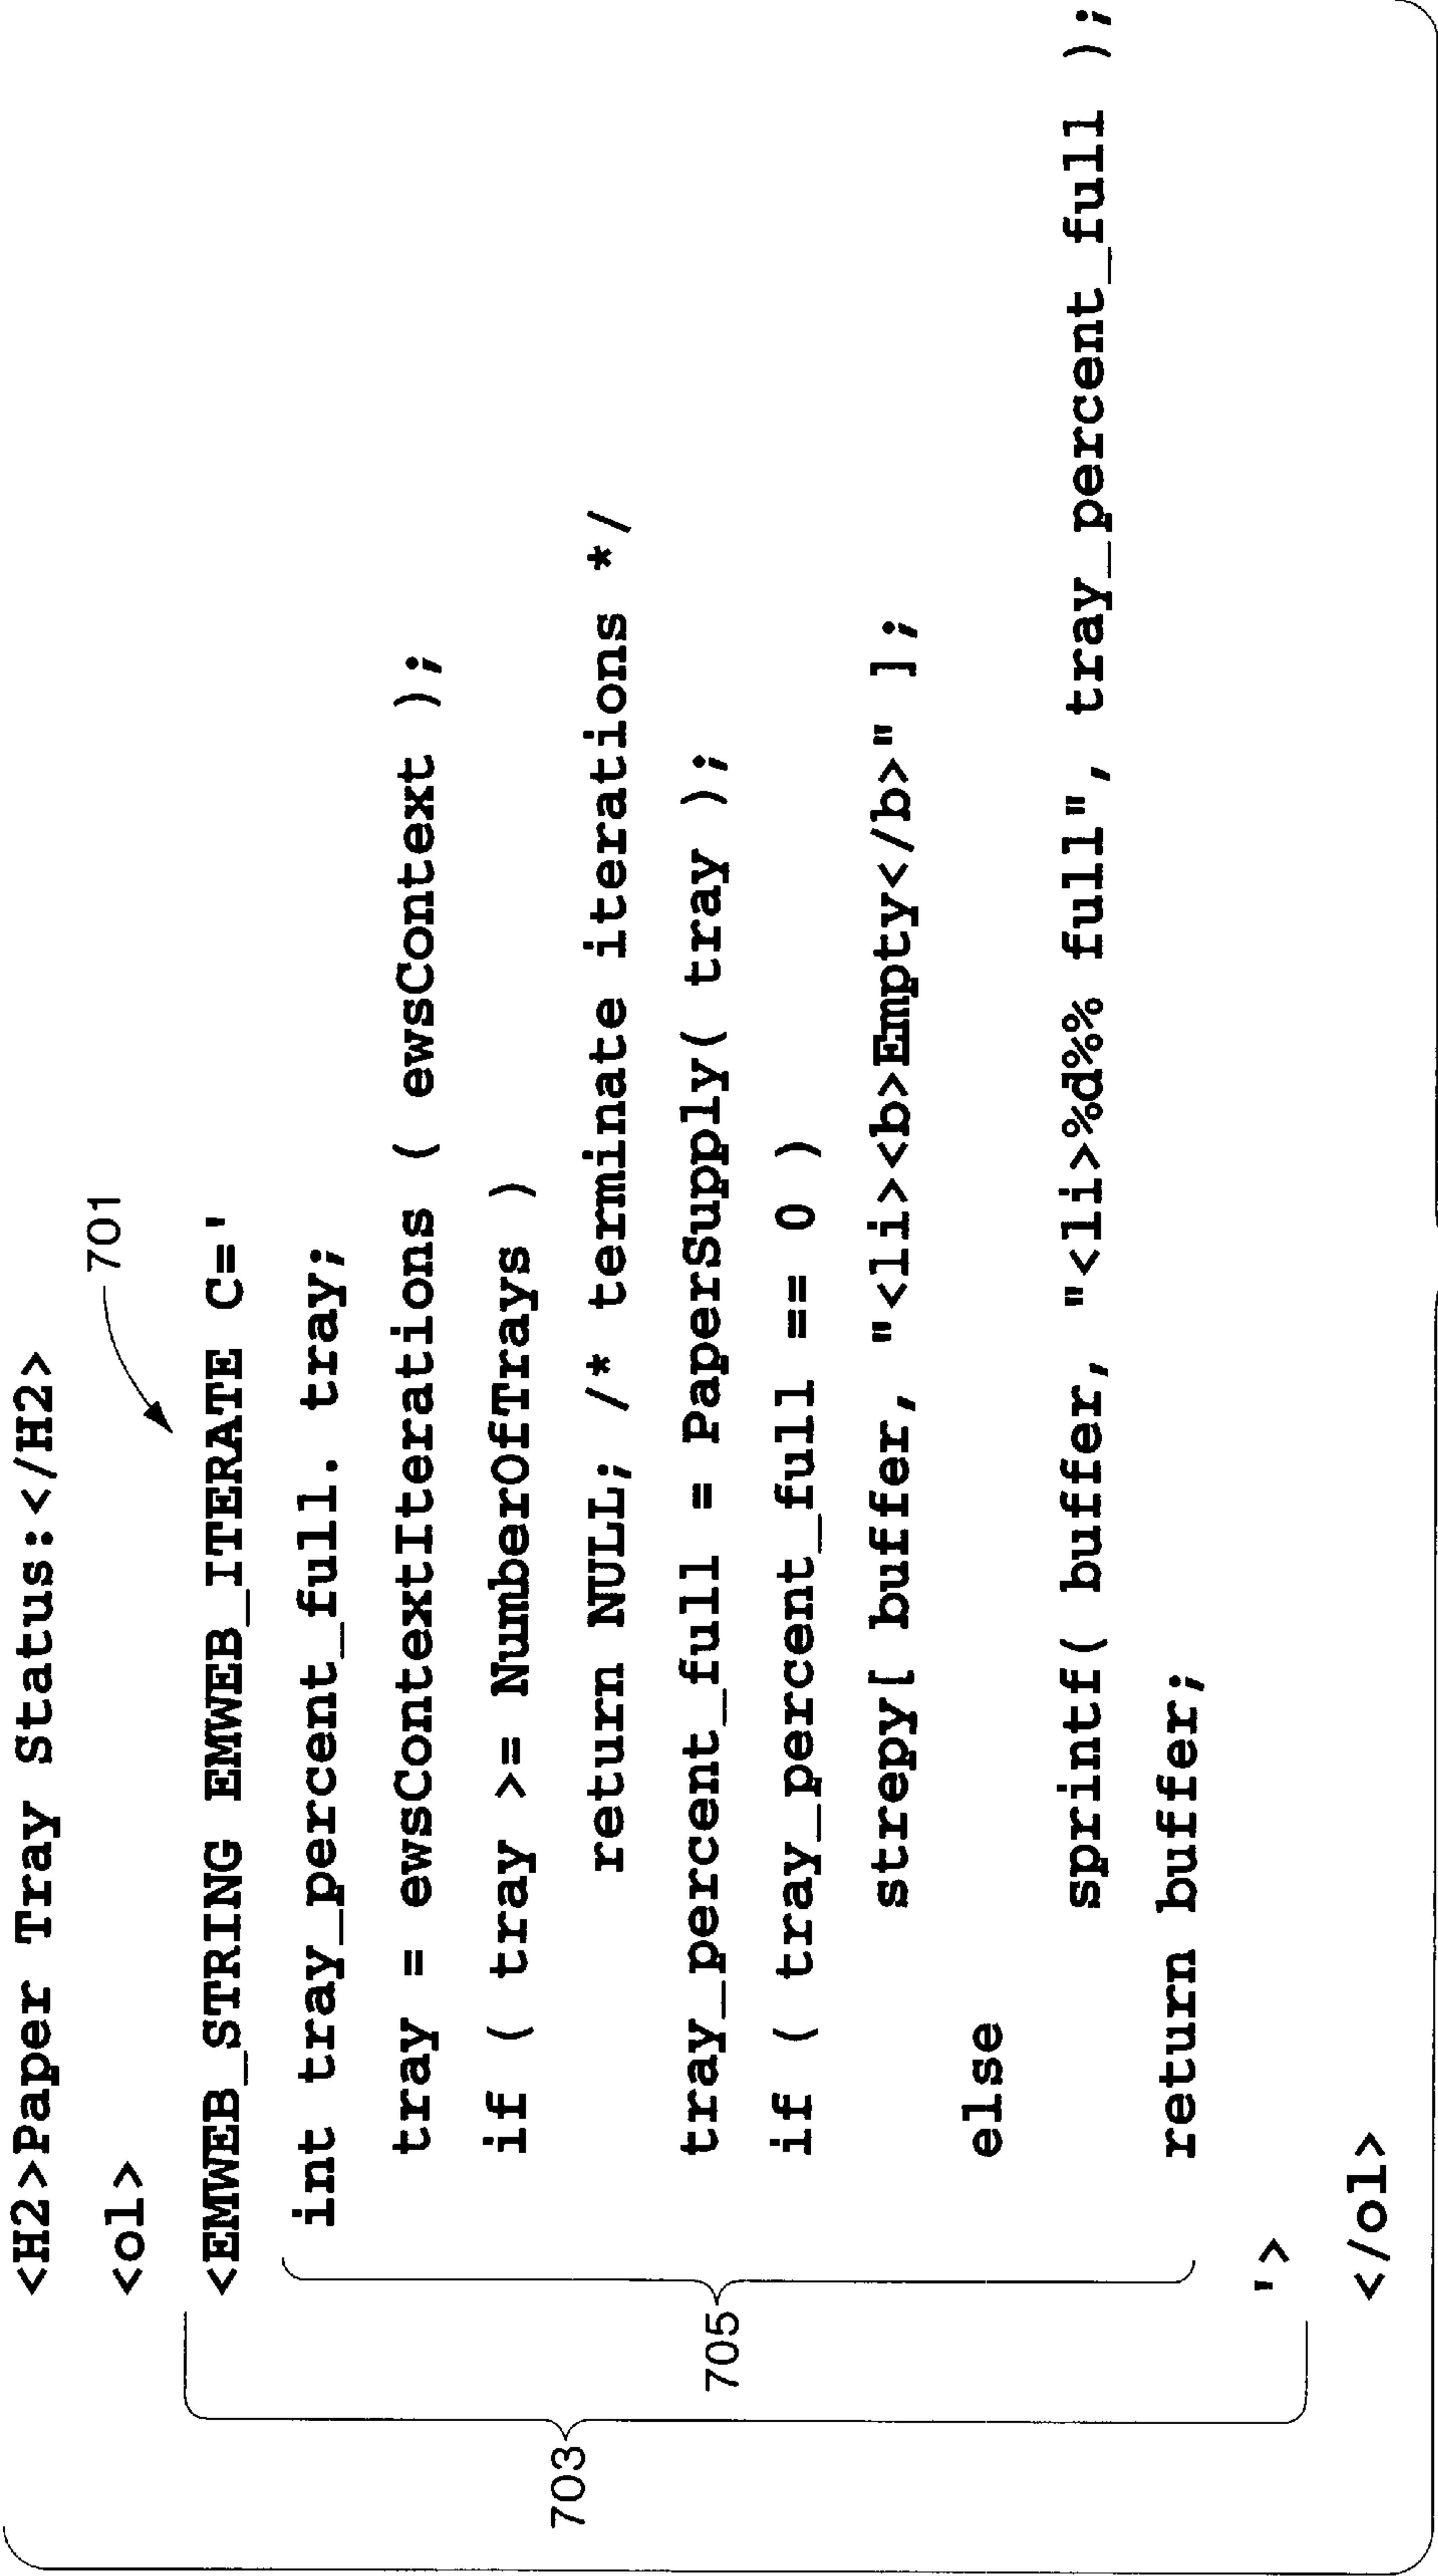 <H2>Paper Tray Status:</H2>
<ol>
701
<EMWEB_STRING EMWEB_ITERATE C='
int tray_percent_full. tray;
tray = ewsContextIterations ( ewsContext );
if ( tray >= NumberOfTrays )
return NULL; /* terminate iterations */
tray_percent_full = PaperSupply( tray );
if ( tray_percent_full == 0 )
strepy[ buffer, "<li><b>Empty</b>" ];
else
sprintf( buffer, "<li>%d%% full", tray_percent_full );
return buffer;
'>
</ol>
703
705